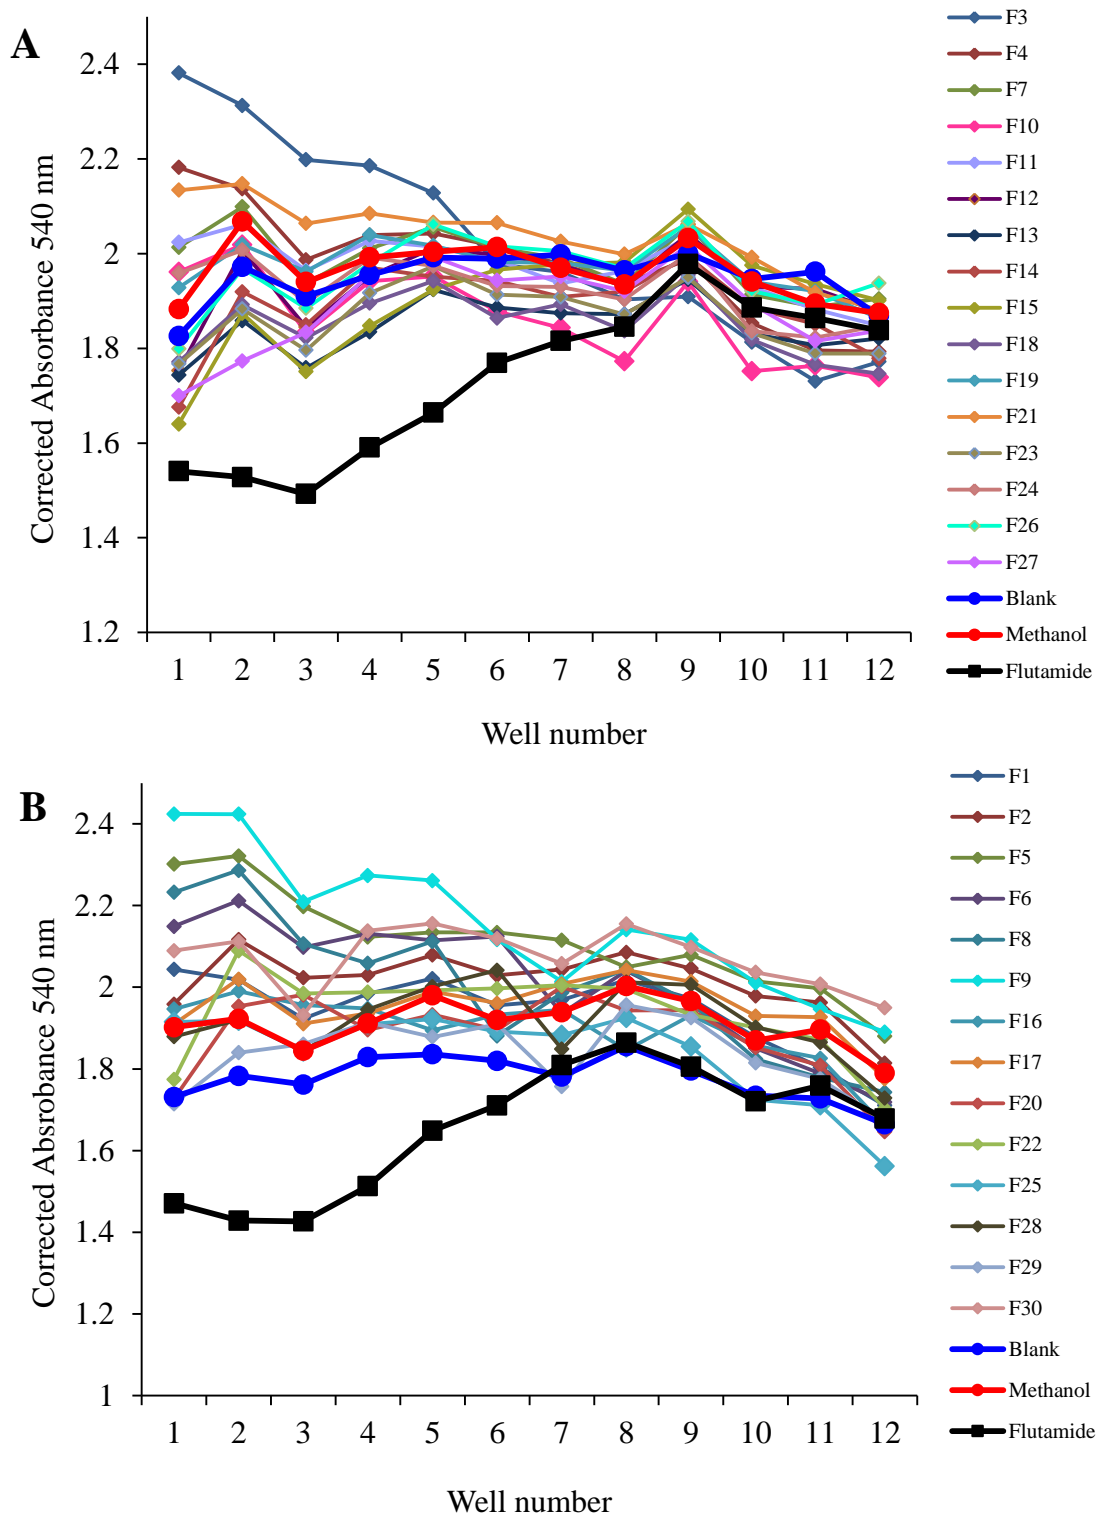 A
Corrected Absorbance 540 nm
2.4
2.2
2
1.8
1.6
1.4
1.2
1 2 3 4 5 6 7 8 9 10 11 12
Well number
F3
F4
F7
F10
F11
F12
F13
F14
F15
F18
F19
F21
F23
F24
F26
F27
Blank
Methanol
Flutamide
B
Corrected Absrobance 540 nm
2.4
2.2
2
1.8
1.6
1.4
1.2
1
1 2 3 4 5 6 7 8 9 10 11 12
Well number
F1
F2
F5
F6
F8
F9
F16
F17
F20
F22
F25
F28
F29
F30
Blank
Methanol
Flutamide